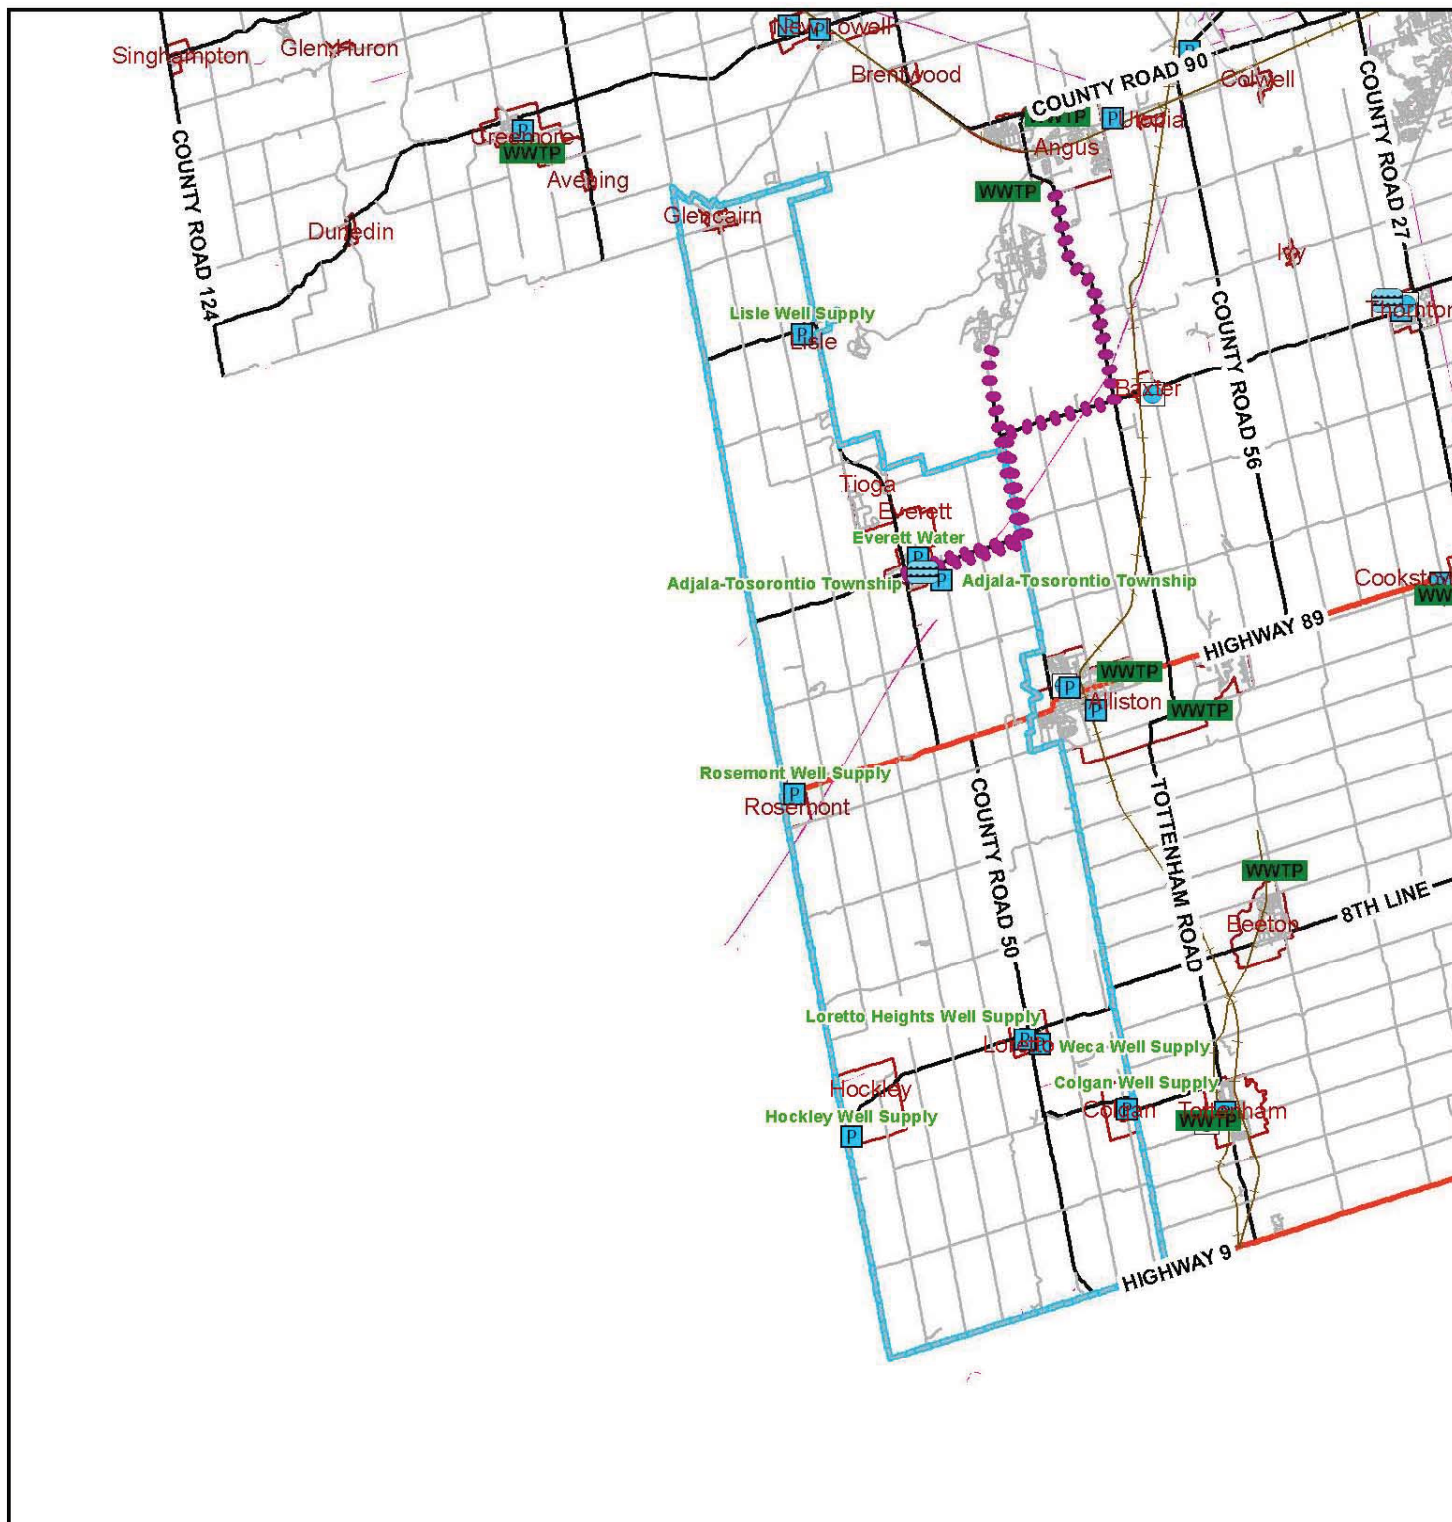 New Lowell
Singhampton
Glen Huron
Brentwood
COUNTY ROAD 90
Colwell
COUNTY ROAD 27
P
P
P
P
P
WWTP
Utopia
Creemore
WWTP
Angus
Avening
WWTP
COUNTY ROAD 124
Dunedin
Glencairn
Ivy
COUNTY ROAD 56
Lisle Well Supply
P
Lisle
Thornton
Baxter
Tioga
Everett
Everett Water
P
Adjala-Tosorontio Township
P
Adjala-Tosorontio Township
WW
HIGHWAY 89
WWTP
P
Alliston
P
WWTP
Rosemont Well Supply
P
Rosemont
COUNTY ROAD 50
TOTTENHAM ROAD
WWTP
Beeton
8TH LINE
Loretto Heights Well Supply
P
Loretto
Weca Well Supply
Colgan Well Supply
Hockley
P
Colgan
Tottenham
WWTP
Hockley Well Supply
P
HIGHWAY 9